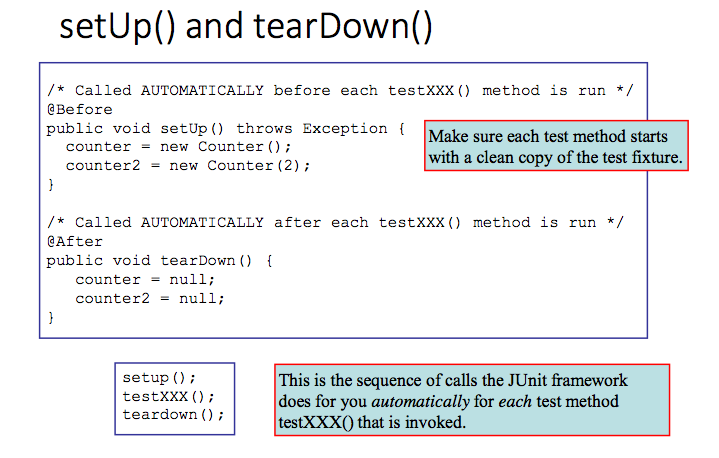 setUp() and tearDown()
/* Called AUTOMATICALLY before each testXXX() method is run */
@Before
public void setUp() throws Exception {
counter = new Counter();
counter2 = new Counter(2);
}
Make sure each test method starts
with a clean copy of the test fixture.
/* Called AUTOMATICALLY after each testXXX() method is run */
@After
public void tearDown() {
counter = null;
counter2 = null;
}
setup();
testXXX();
teardown();
This is the sequence of calls the JUnit framework
does for you automatically for each test method
testXXX() that is invoked.